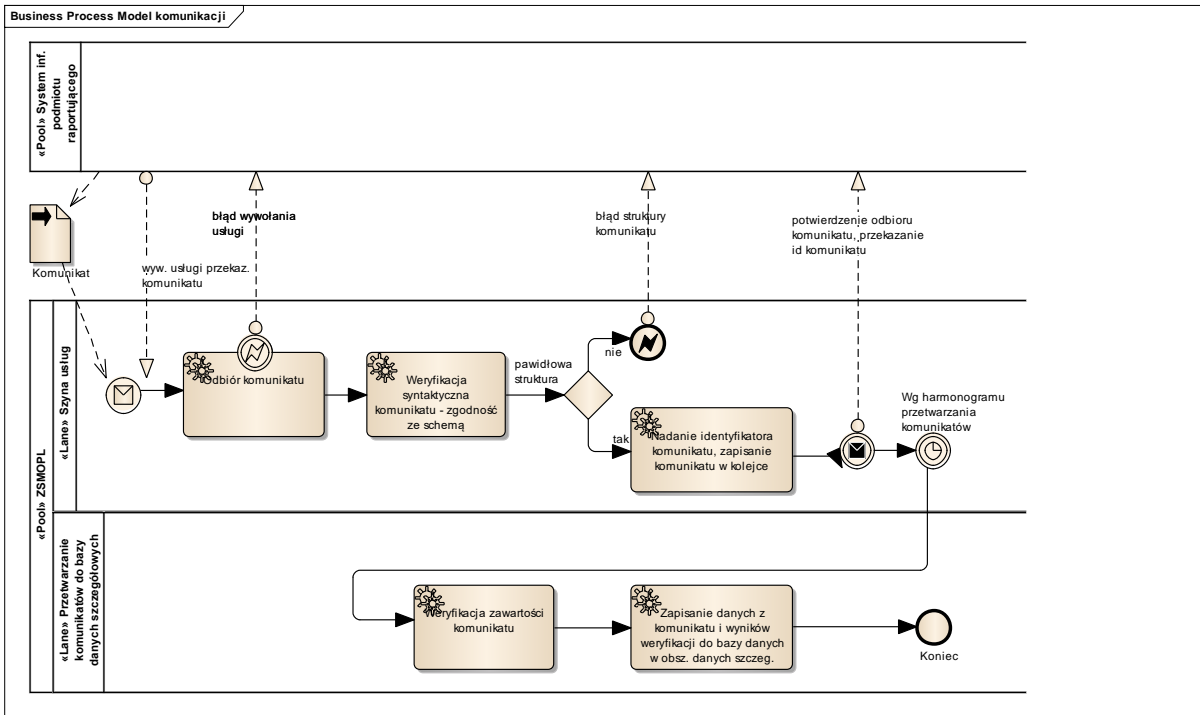 Business Process Model komunikacji
«Pool» System inf.
podmiotu
raportującego
Komunikat
wyw. usługi przekaz.
komunikatu
błąd wywołania
usługi
błąd struktury
komunikatu
potwierdzenie odbioru
komunikatu, przekazanie
id komunikatu
«Pool» ZSMOPL
«Lane» Szyna usług
Odbiór komunikatu
Weryfikacja
syntaktyczna
komunikatu - zgodność
ze schemą
pawidłowa
struktura
nie
tak
Nadanie identyfikatora
komunikatu, zapisanie
komunikatu w kolejce
Wg harmonogramu
przetwarzania
komunikatów
«Lane» Przetwarzanie
komunikatów do bazy
danych szczegółowych
Weryfikacja zawartości
komunikatu
Zapisanie danych z
komunikatu i wyników
weryfikacji do bazy danych
w obsz. danych szczeg.
Koniec